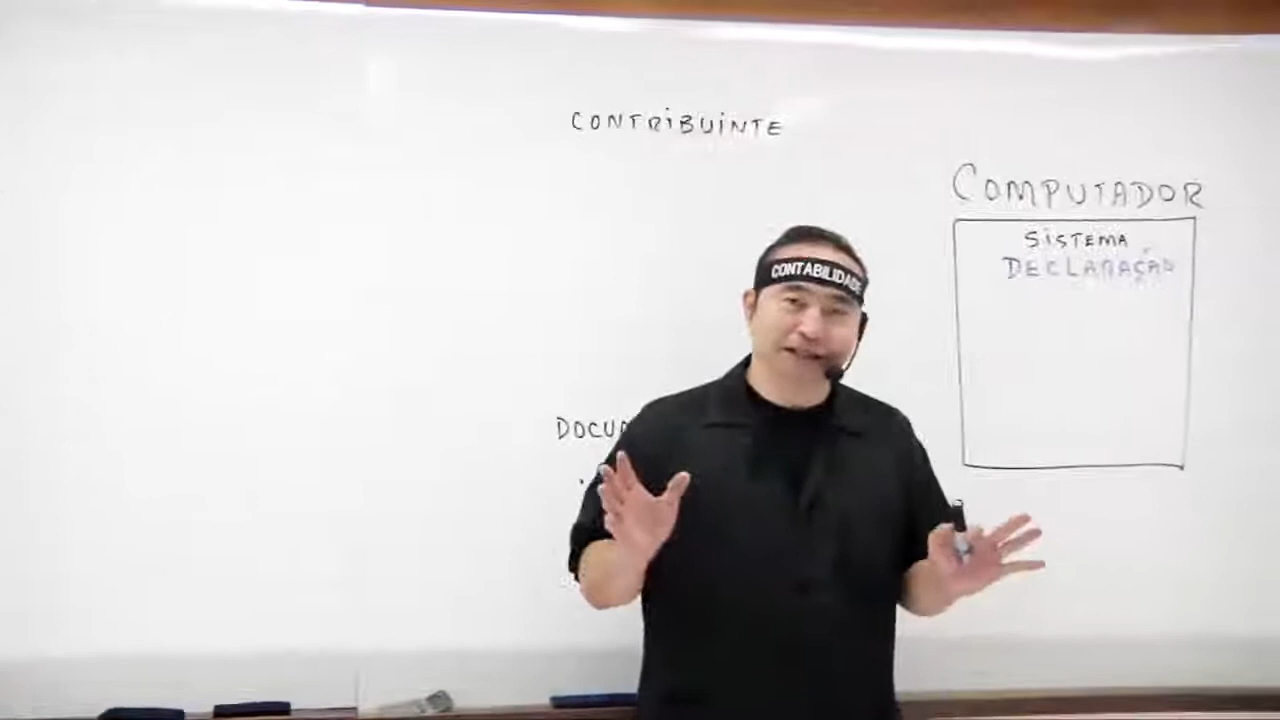 CONTRIBUINTE
COMPUTADOR
SISTEMA
DECLARAÇÃO
CONTABILIDADE